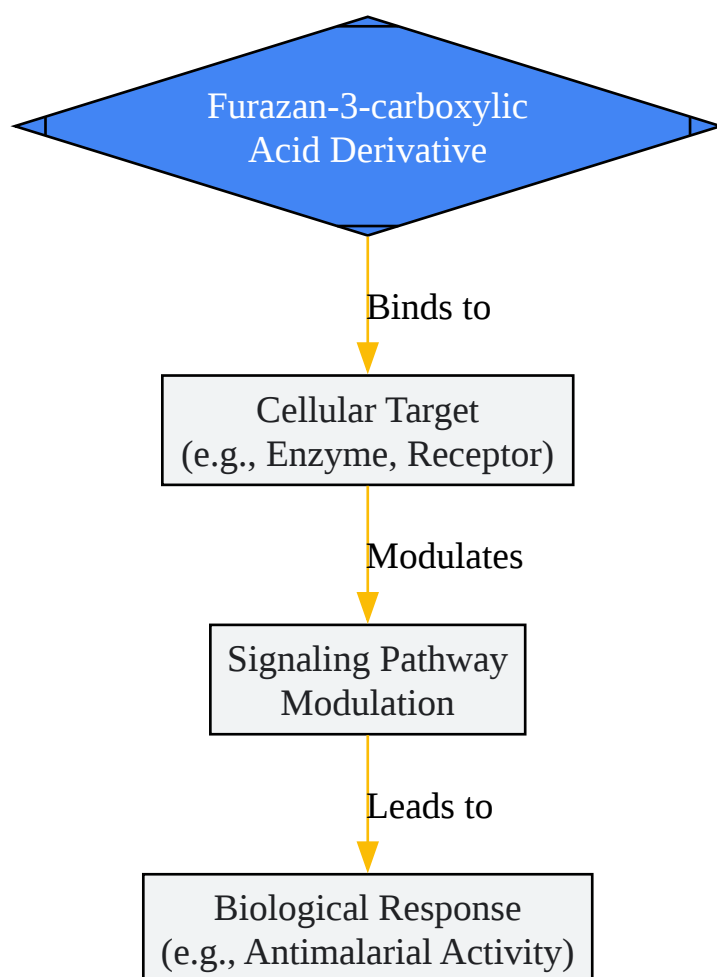 Furazan-3-carboxylic
Acid Derivative
Binds to
Cellular Target
(e.g., Enzyme, Receptor)
Modulates
Signaling Pathway
Modulation
Leads to
Biological Response
(e.g., Antimalarial Activity)